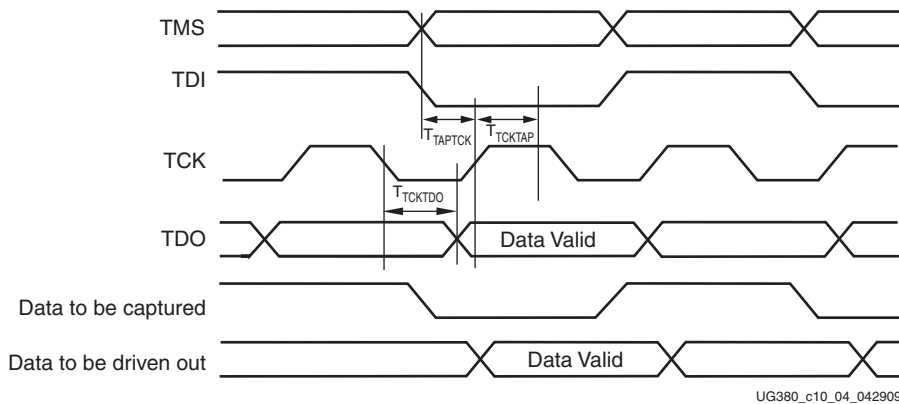 TMS
TDI
TTAPTCK TTCKTAP
TCK
TTCKTDO
TDO Data Valid
Data to be captured
Data to be driven out Data Valid
UG380_c10_04_042909